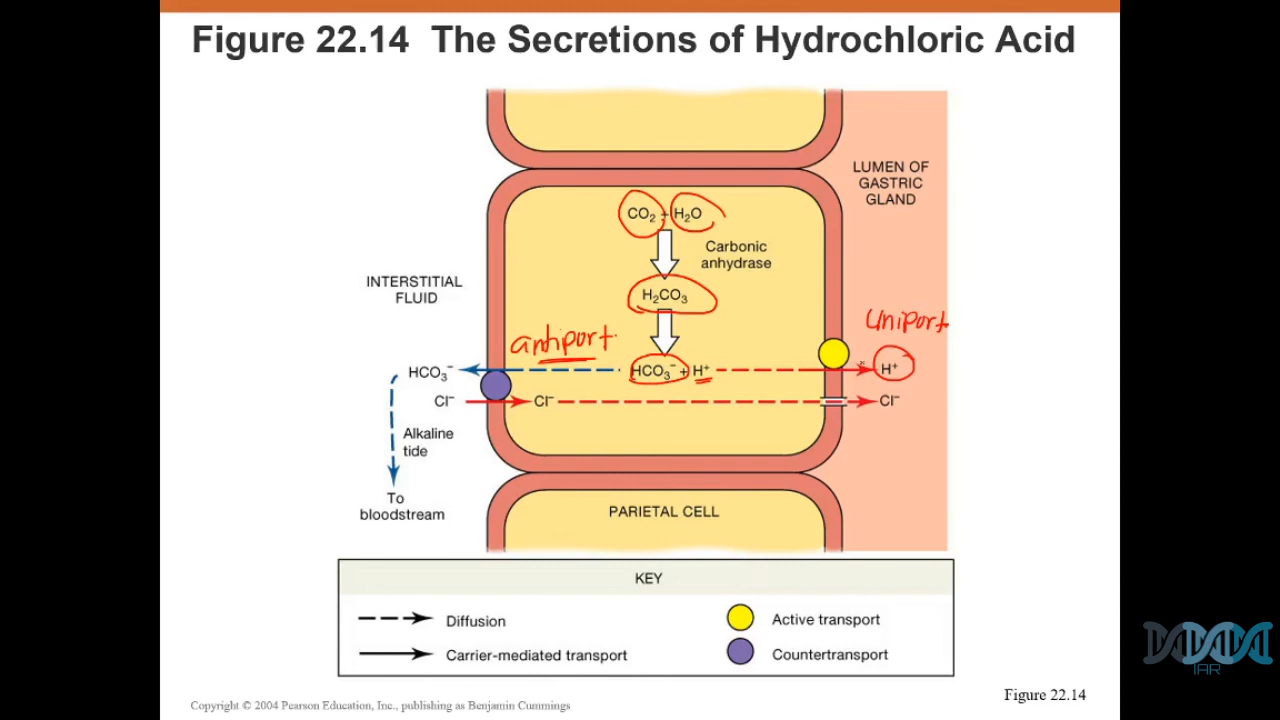 Figure 22.14 The Secretions of Hydrochloric Acid
LUMEN OF
GASTRIC
GLAND
CO₂ + H₂O
Carbonic
anhydrase
INTERSTITIAL
FLUID
H₂CO₃
uniport
antiport
HCO₃⁻ HCO₃⁻ + H⁺ H⁺
Cl⁻ Cl⁻ Cl⁻
Alkaline
tide
To
bloodstream
PARIETAL CELL
KEY
Diffusion Active transport
Carrier-mediated transport Countertransport
Figure 22.14
Copyright © 2004 Pearson Education, Inc., publishing as Benjamin Cummings
IAR